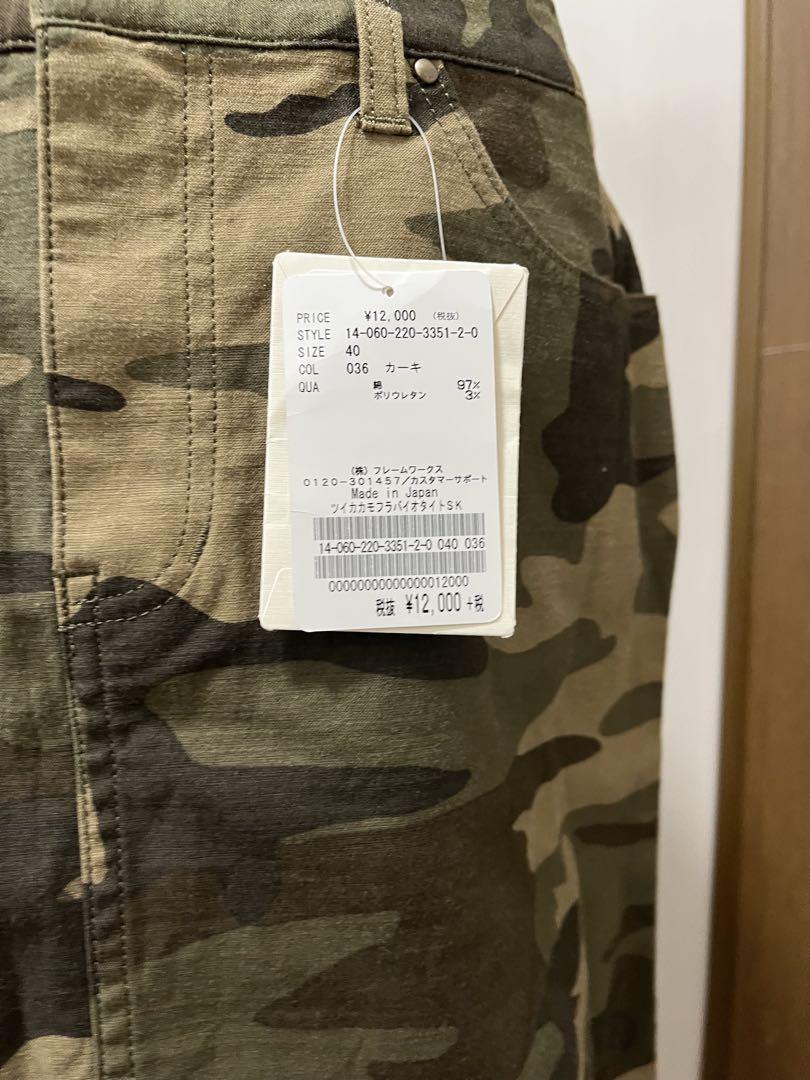 PRICE ¥12,000 (税抜)
STYLE 14-060-220-3351-2-0
SIZE 40
COL 036 カーキ
QUA 綿 97%
ポリウレタン 3%
(株) フレームワークス
0120-301457/カスタマーサポート
Made in Japan
ツイカカモフラバイオタイトSK
14-060-220-3351-2-0 040 036
00000000000000012000
税抜 ¥12,000 +税